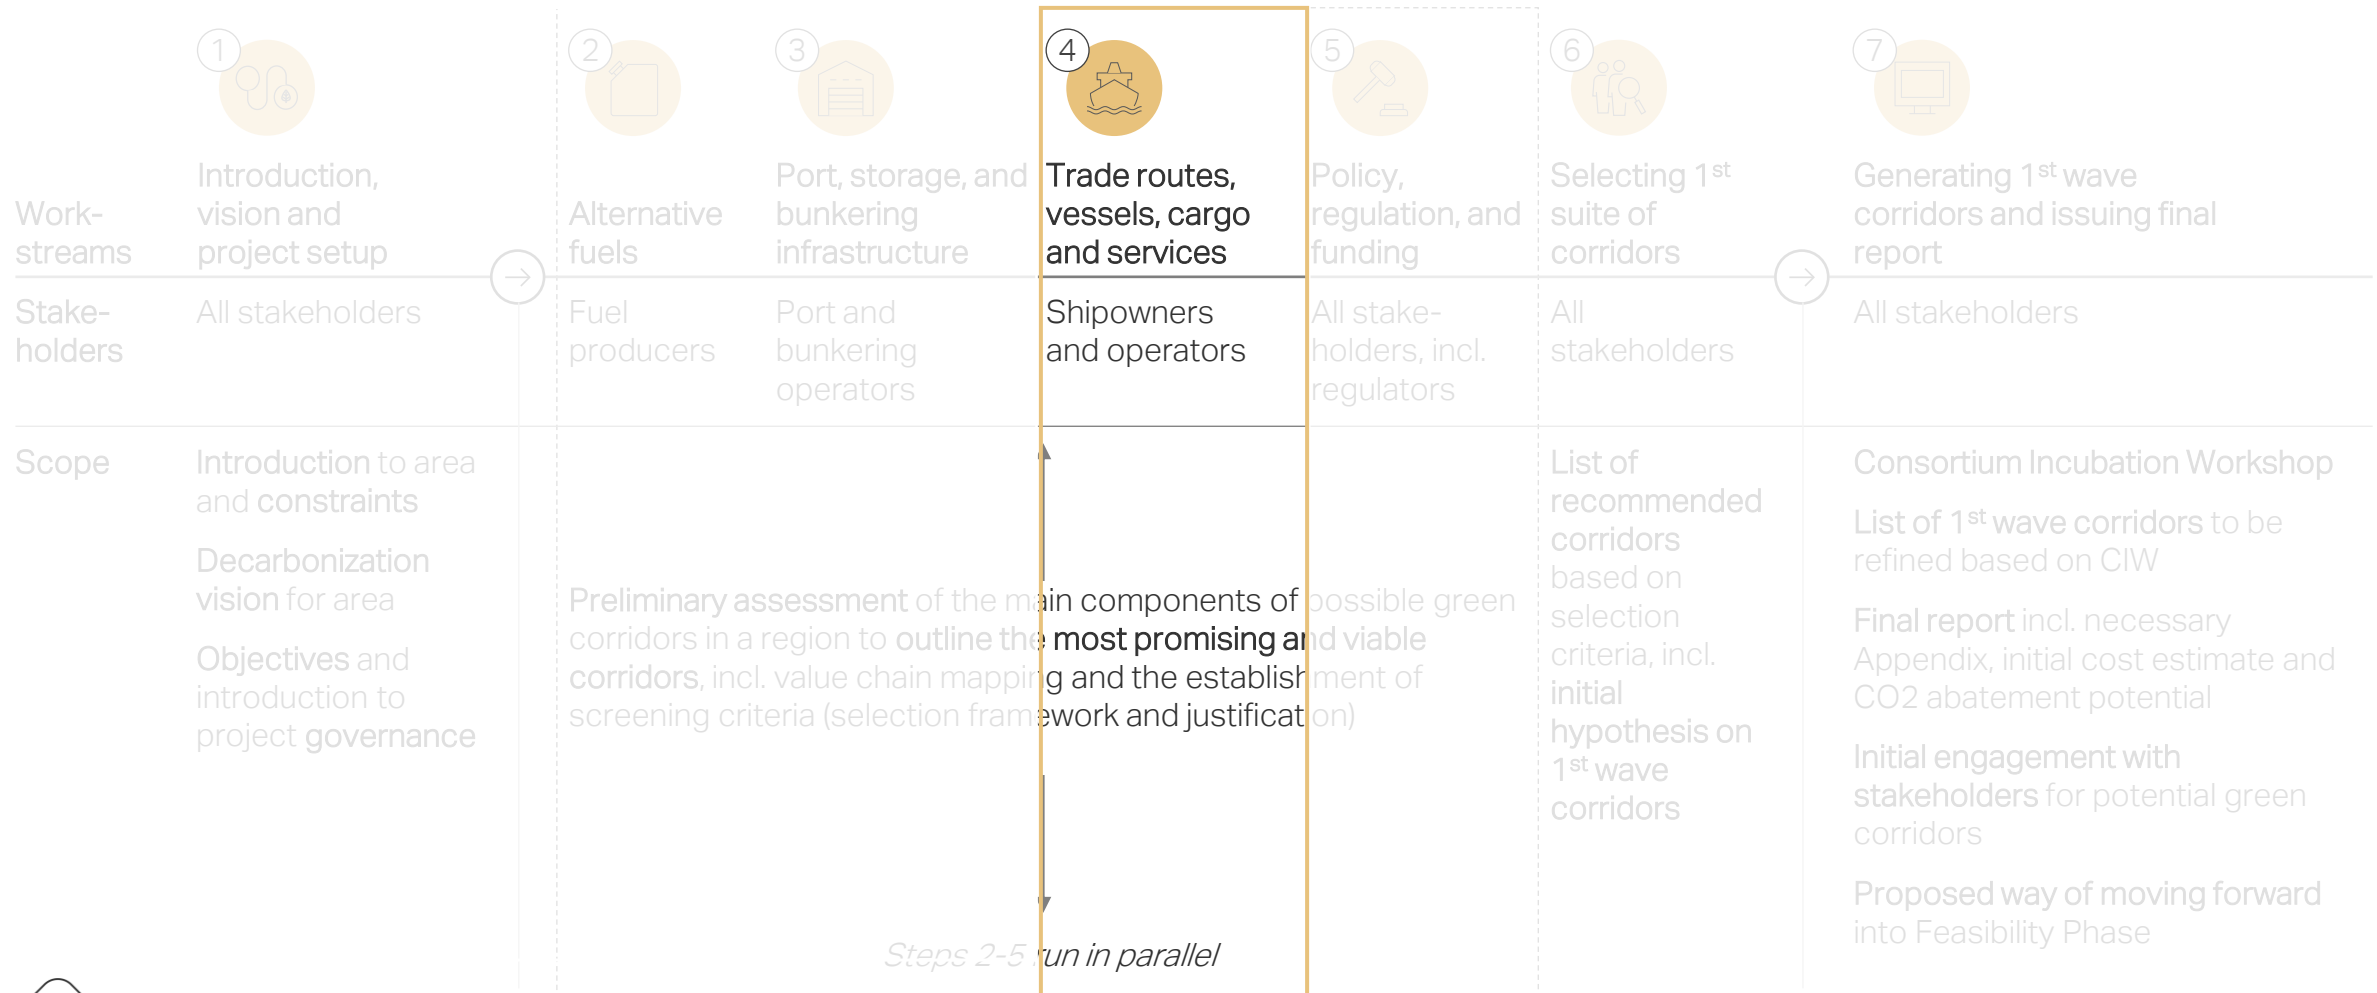 1
2
3
4
5
6
7
Work-
streams
Introduction,
vision and
project setup
Alternative
fuels
Port, storage, and
bunkering
infrastructure
Trade routes,
vessels, cargo
and services
Policy,
regulation, and
funding
Selecting 1st
suite of
corridors
Generating 1st wave
corridors and issuing final
report
Stake-
holders
All stakeholders
Fuel
producers
Port and
bunkering
operators
Shipowners
and operators
All stake-
holders, incl.
regulators
All
stakeholders
All stakeholders
Scope
Introduction to area
and constraints
Decarbonization
vision for area
Objectives and
introduction to
project governance
Preliminary assessment of the main components of possible green
corridors in a region to outline the most promising and viable
corridors, incl. value chain mapping and the establishment of
screening criteria (selection framework and justification)
Steps 2-5 run in parallel
List of
recommended
corridors
based on
selection
criteria, incl.
initial
hypothesis on
1st wave
corridors
Consortium Incubation Workshop
List of 1st wave corridors to be
refined based on CIW
Final report incl. necessary
Appendix, initial cost estimate and
CO2 abatement potential
Initial engagement with
stakeholders for potential green
corridors
Proposed way of moving forward
into Feasibility Phase